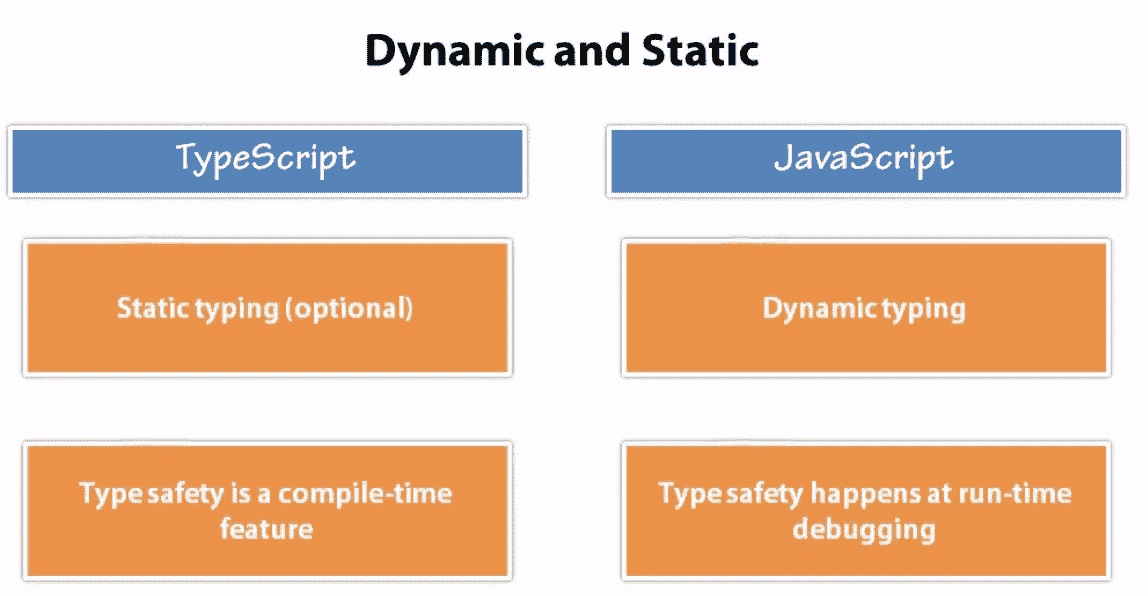 Dynamic and Static
TypeScript
JavaScript
Static typing (optional)
Dynamic typing
Type safety is a compile-time
feature
Type safety happens at run-time
debugging